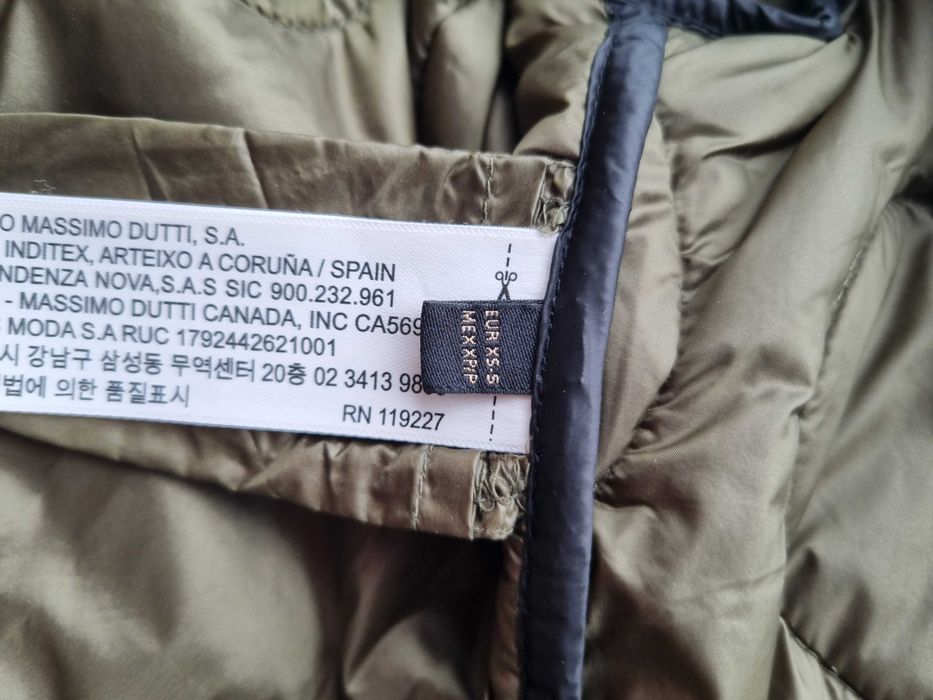 O MASSIMO DUTTI, S.A.
INDITEX, ARTEIXO A CORUÑA / SPAIN
NDENZA NOVA,S.A.S SIC 900.232.961
- MASSIMO DUTTI CANADA, INC CA569
MODA S.A RUC 1792442621001
시 강남구 삼성동 무역센터 20층 02 3413 98
법에 의한 품질표시
RN 119227
EUR XS-S
MEX XP/P